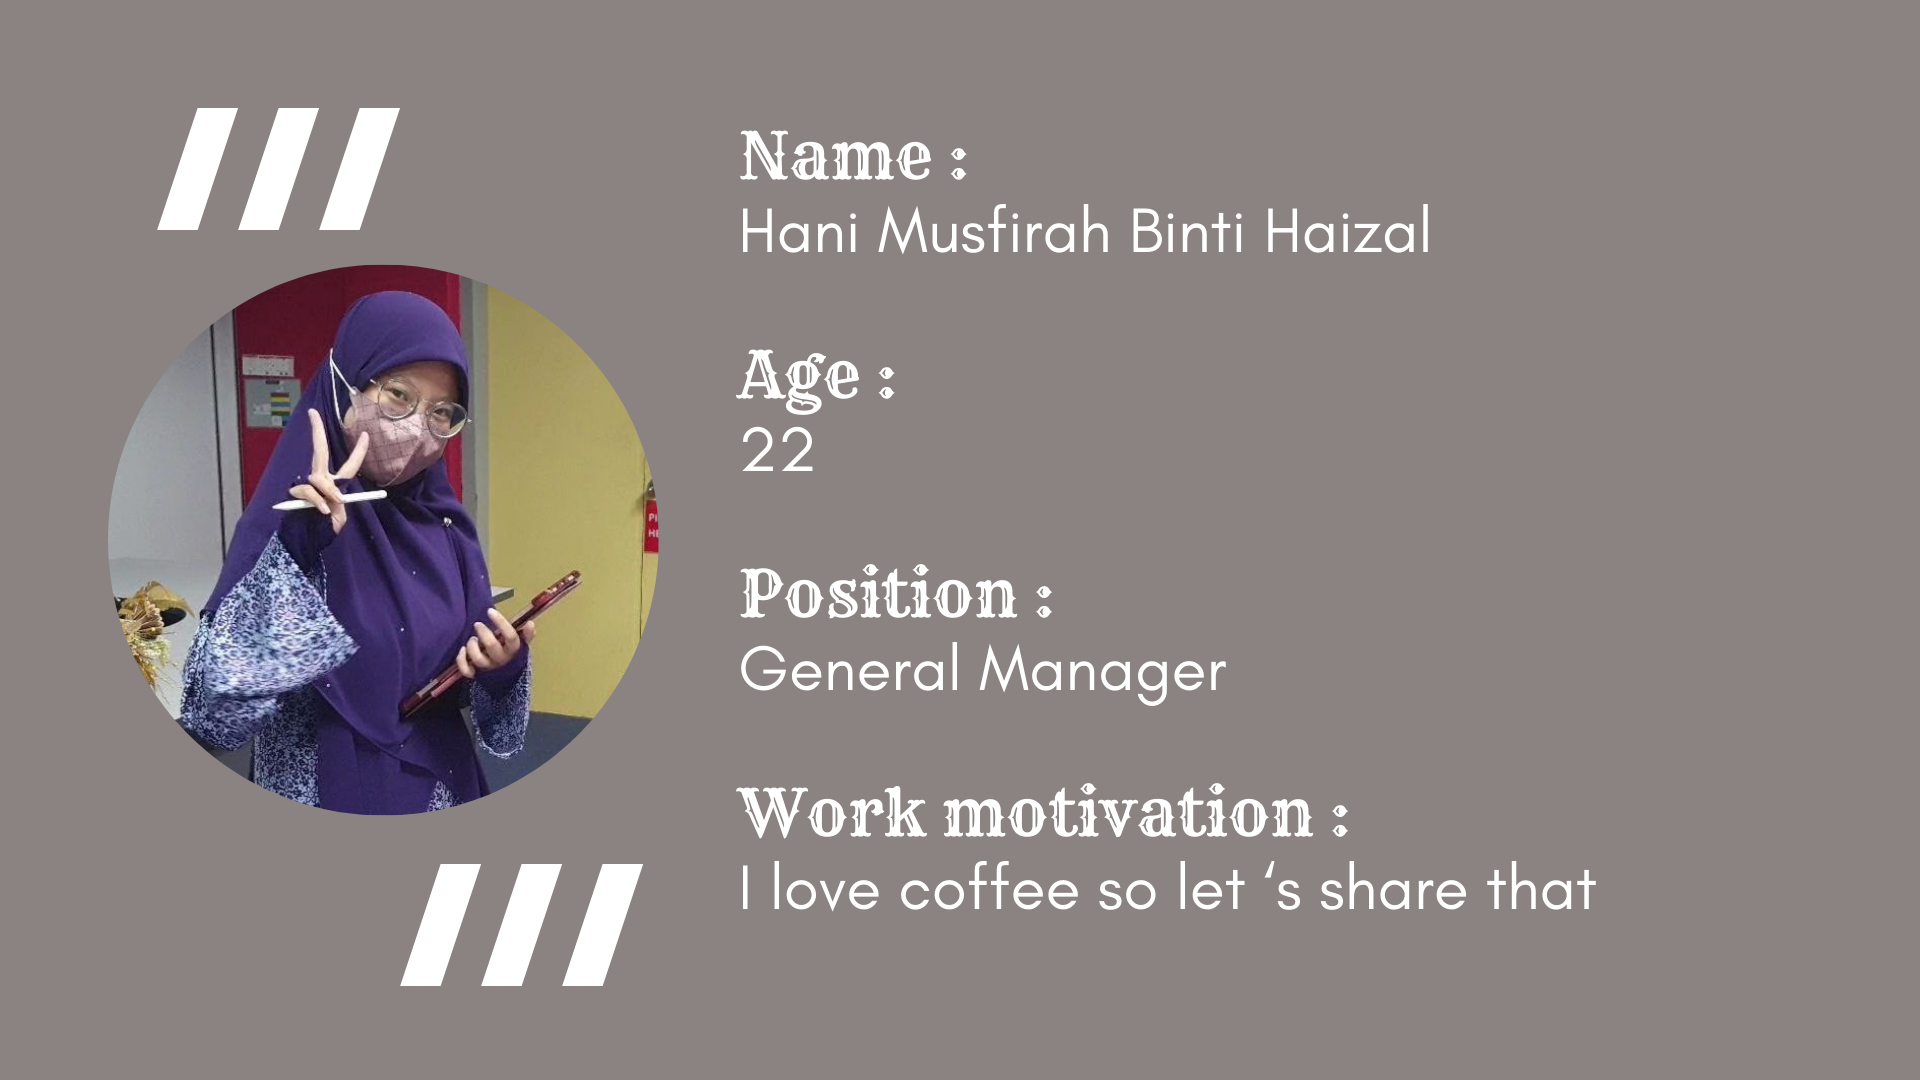 Name :
Hani Musfirah Binti Haizal
Age :
22
Position :
General Manager
Work motivation :
I love coffee so let ‘s share that